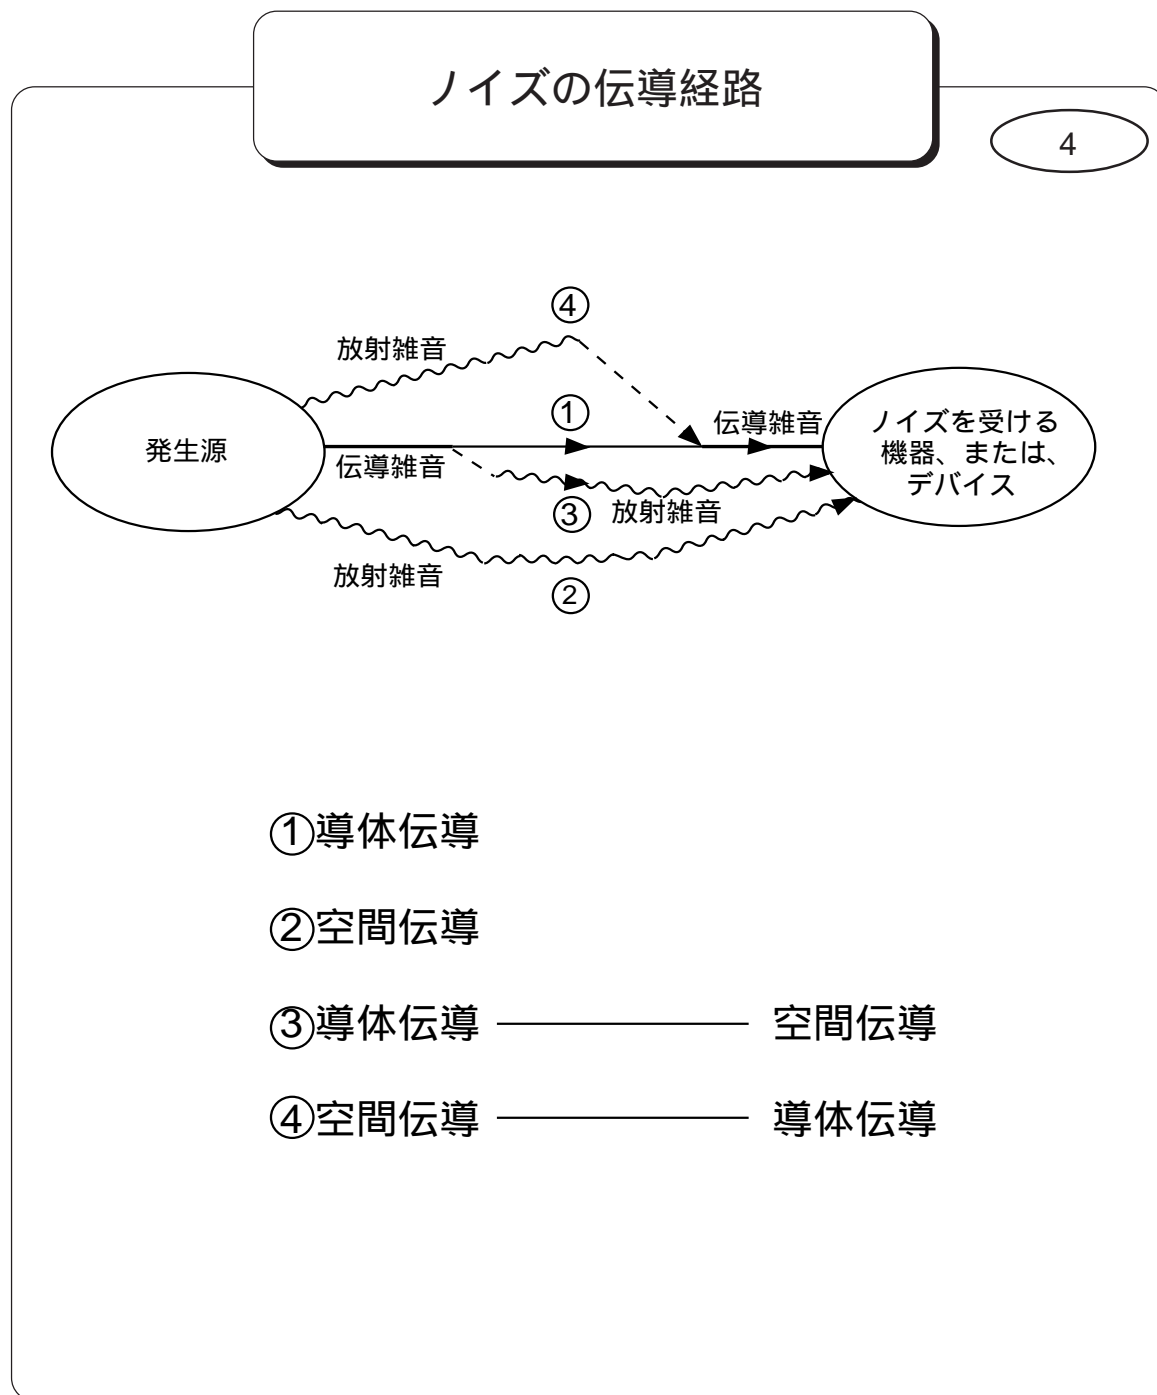 ノイズの伝導経路
4
④
放射雑音
①
伝導雑音
発生源
ノイズを受ける
機器、または、
デバイス
伝導雑音
③
放射雑音
放射雑音
②
①導体伝導
②空間伝導
③導体伝導 空間伝導
④空間伝導 導体伝導